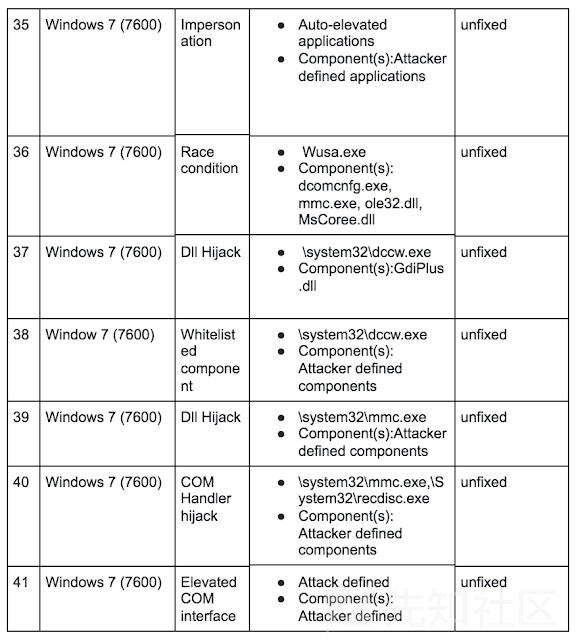 35 Windows 7 (7600) Imperson ● Auto-elevated unfixed
ation applications
● Component(s):Attacker
defined applications
36 Windows 7 (7600) Race ● Wusa.exe unfixed
condition ● Component(s):
dcomcnfg.exe,
mmc.exe, ole32.dll,
MsCoree.dll
37 Windows 7 (7600) Dll Hijack ● \system32\dccw.exe unfixed
● Component(s):GdiPlus
.dll
38 Window 7 (7600) Whitelist ● \system32\dccw.exe unfixed
ed ● Component(s):
compone Attacker defined
nt components
39 Windows 7 (7600) Dll Hijack ● \system32\mmc.exe unfixed
● Component(s):Attacker
defined components
40 Windows 7 (7600) COM ● \system32\mmc.exe,\S unfixed
Handler ystem32\recdisc.exe
hijack ● Component(s):
Attacker defined
components
41 Windows 7 (7600) Elevated ● Attack defined unfixed
COM ● Component(s):
interface Attacker defined
先知社区